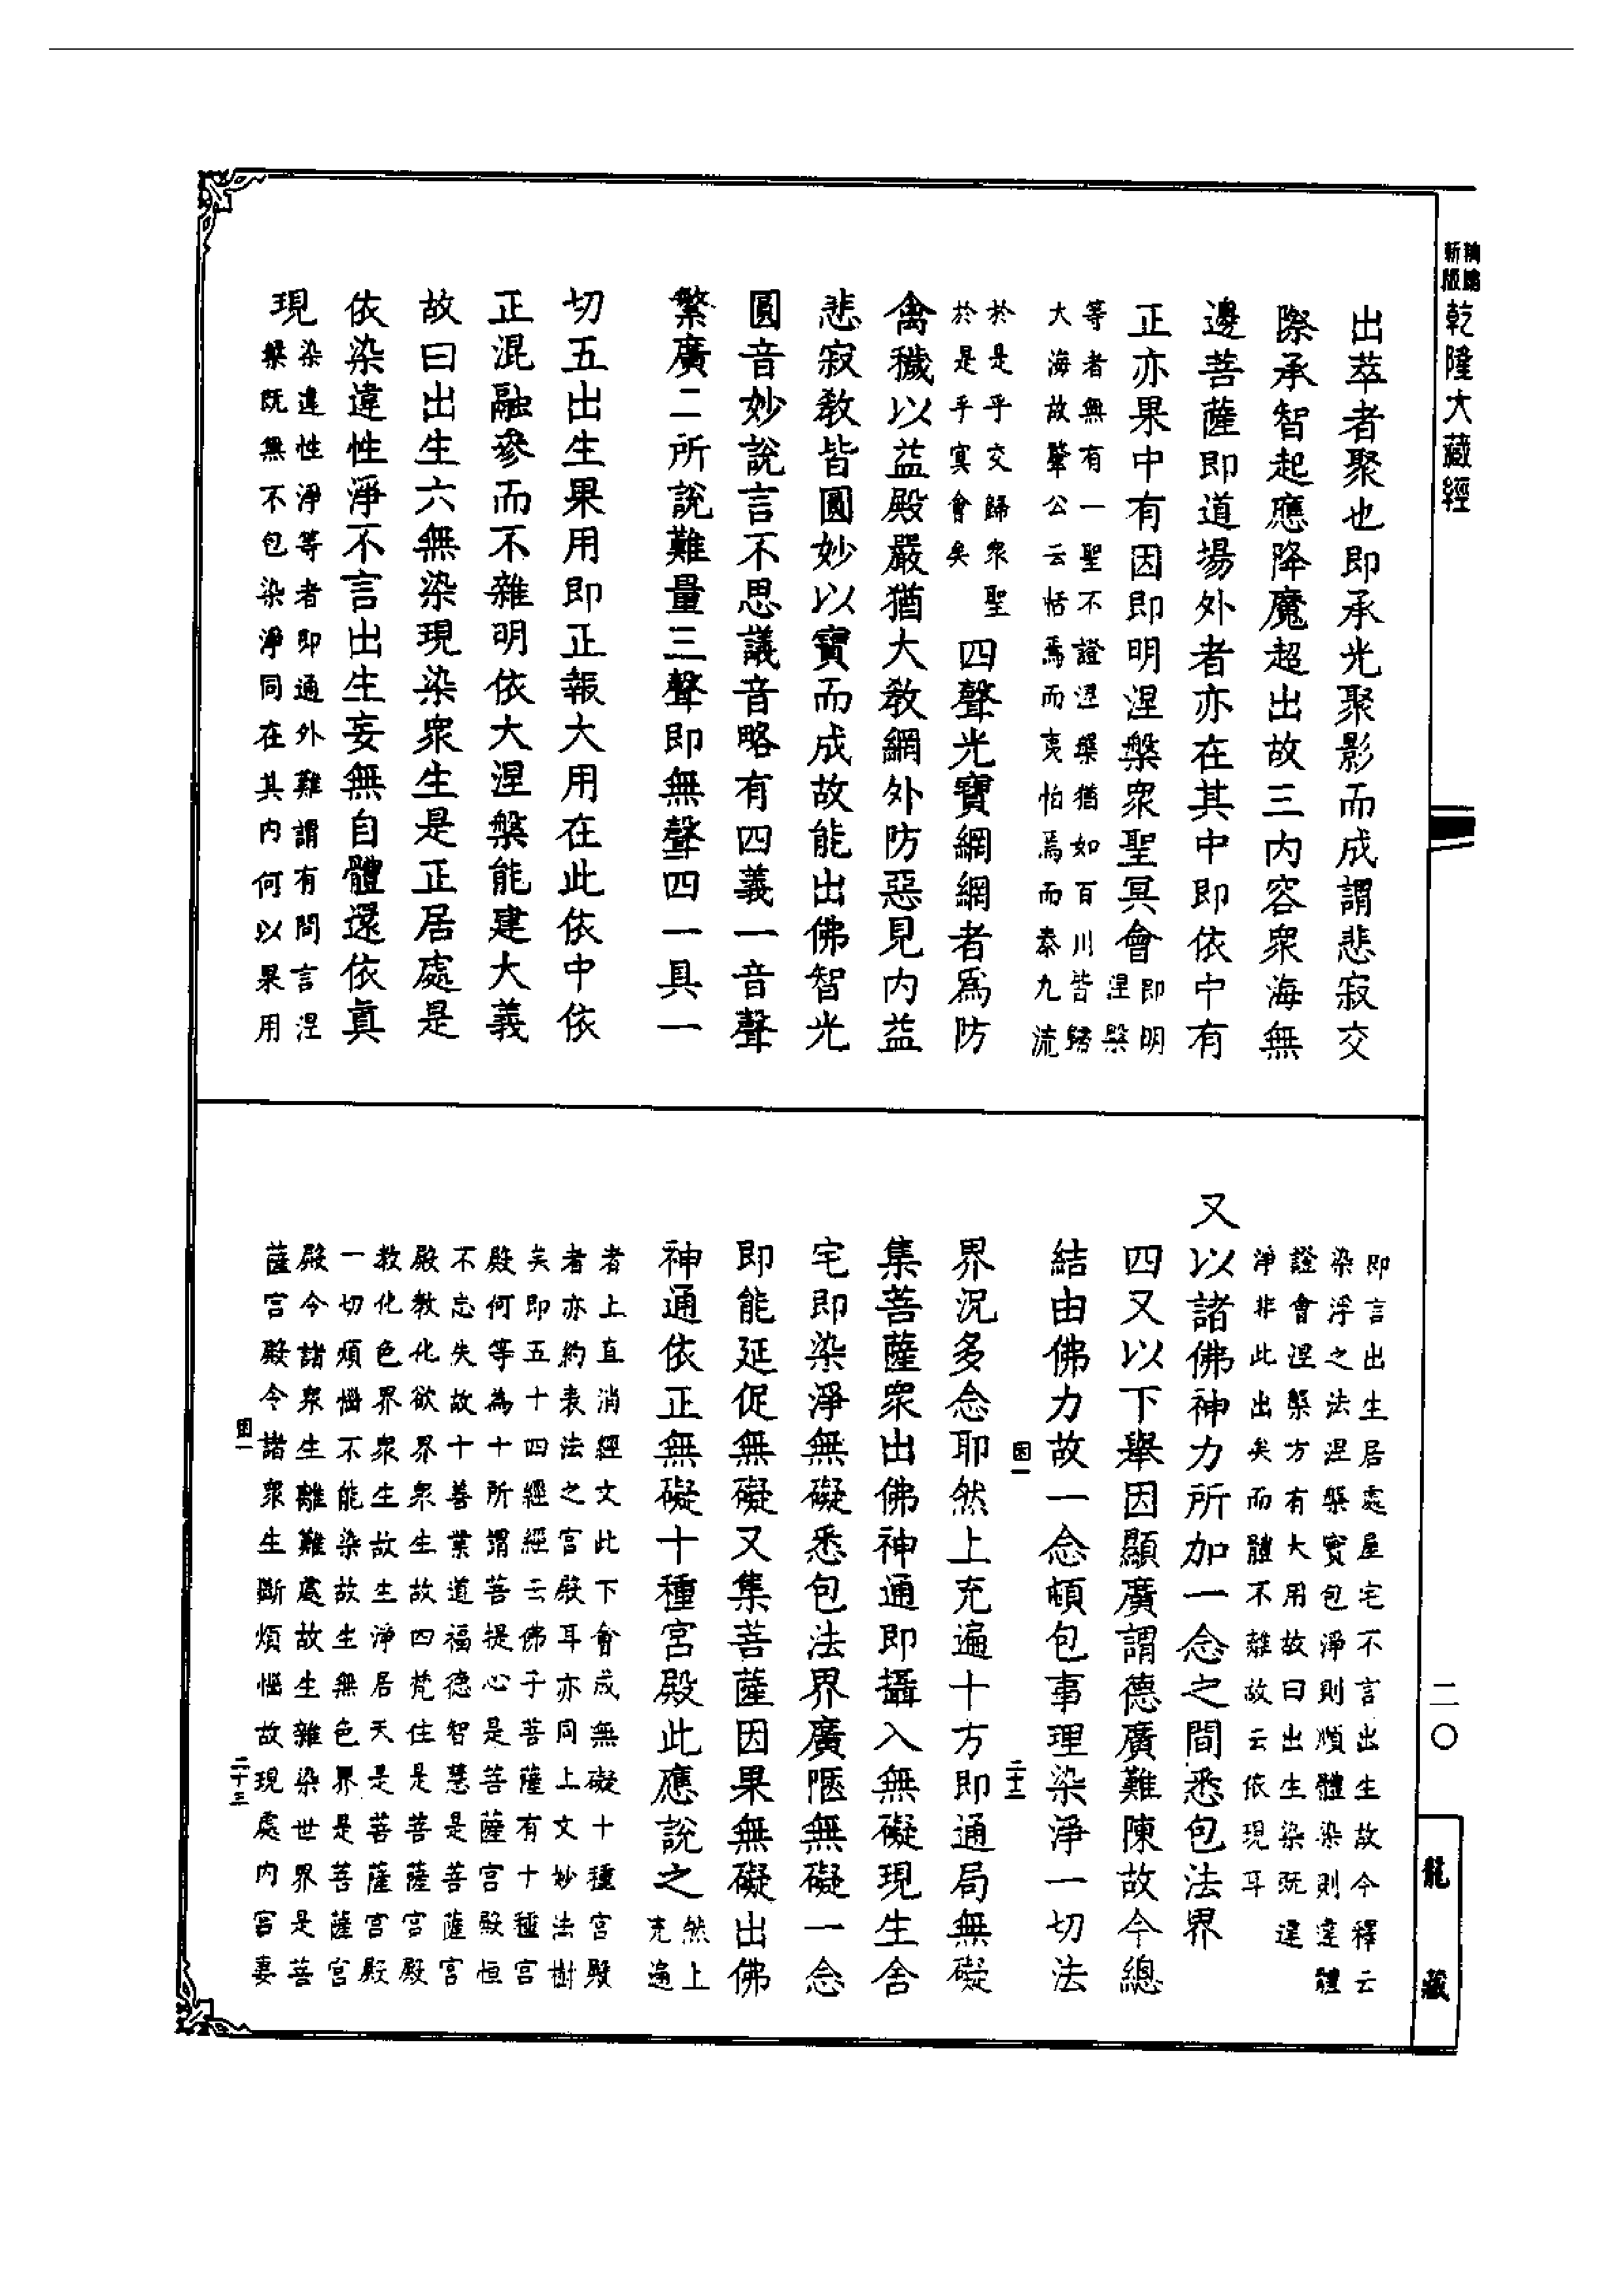 新編
縮版
乾隆大藏經
出萃者聚也即承光聚影而成謂悲寂交
際承智起應降魔超出故三内容衆海無
邊菩薩即道場外者亦在其中即依中有
正亦果中有因即明涅槃衆聖冥會即明
涅槃
等者無有一聖不證涅槃猶如百川皆歸
大海故肇公云恬焉而夷怕焉而泰九流
於是乎交歸衆聖
於是乎冥會矣
四聲光寶網網者爲防
禽穢以益殿嚴猶大教網外防惡見内益
悲寂教皆圓妙以寶而成故能出佛智光
圓音妙說言不思議音略有四義一音聲
繁廣二所說難量三聲即無聲四一具一
切五出生果用即正報大用在此依中依
正混融參而不雜明依大涅槃能建大義
故曰出生六無染現染衆生是正居處是
依染違性淨不言出生妄無自體還依真
現
染違性淨等者即通外難謂有問言涅
槃既無不包染淨同在其内何以果用
即言出生居處屋宅不言出生故今釋云
染淨之法涅槃實包淨則順體染則違體
證會涅槃方有大用故曰出生染既違
淨非此出矣而體不離故云依現耳
又以諸佛神力所加一念之間悉包法界
四又以下舉因顯廣謂德廣難陳故今總
結由佛力故一念頓包事理染淨一切法
困一
二十二
界況多念耶然上充遍十方即通局無礙
集菩薩衆出佛神通即攝入無礙現生舍
宅即染淨無礙悉包法界廣陿無礙一念
即能延促無礙又集菩薩因果無礙出佛
神通依正無礙十種宮殿此應說之然上
充遍
者上直消經文此下會成無礙十種宮殿
者亦約表法之宮殿耳亦同上文妙法樹
矣即五十四經經云佛子菩薩有十種宮
殿何等為十所謂菩提心是菩薩宮殿恒
不忘失故十善業道福德智慧是菩薩宮
殿教化欲界衆生故四梵住是菩薩宮殿
教化色界衆生故生淨居天是菩薩宮殿
一切煩惱不能染故生無色界是菩薩宮
殿今諸衆生離難處故生雜染世界是菩
薩宮殿令諸衆生斷煩惱故現處内宮妻
困一
二十三
二〇
龍藏